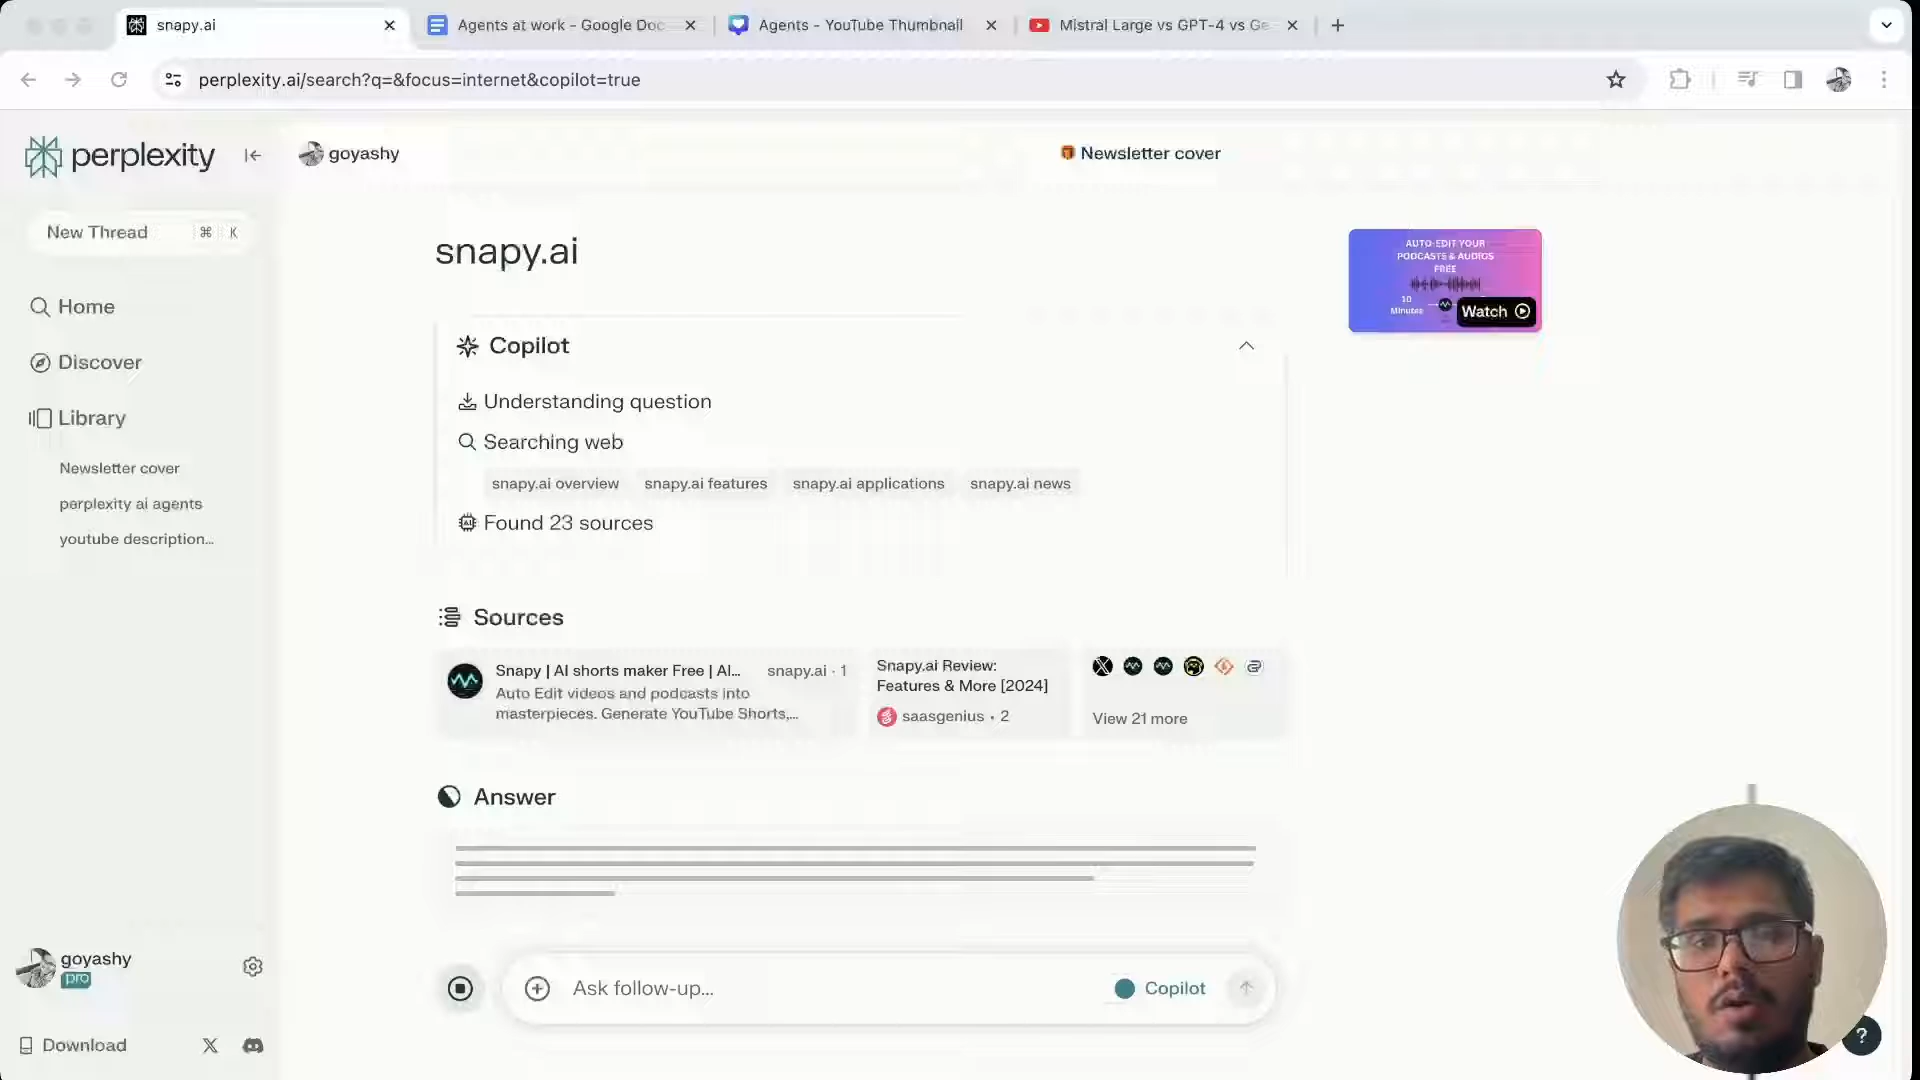 snapy.ai
Agents at work - Google Doc
Agents - YouTube Thumbnail
Mistral Large vs GPT-4 vs Ge
perplexity.ai/search?q=&focus=internet&copilot=true
perplexity
goyashy
Newsletter cover
New Thread ⌘ K
Home
Discover
Library
Newsletter cover
perplexity ai agents
youtube description...
snapy.ai
AUTO-EDIT YOUR
PODCASTS & AUDIOS
FREE
10
Minutes
Watch
Copilot
Understanding question
Searching web
snapy.ai overview
snapy.ai features
snapy.ai applications
snapy.ai news
Found 23 sources
Sources
Snapy | AI shorts maker Free | AI... snapy.ai · 1
Auto Edit videos and podcasts into
masterpieces. Generate YouTube Shorts,...
Snapy.ai Review:
Features & More [2024]
saasgenius · 2
View 21 more
Answer
Ask follow-up...
Copilot
goyashy
pro
Download
?